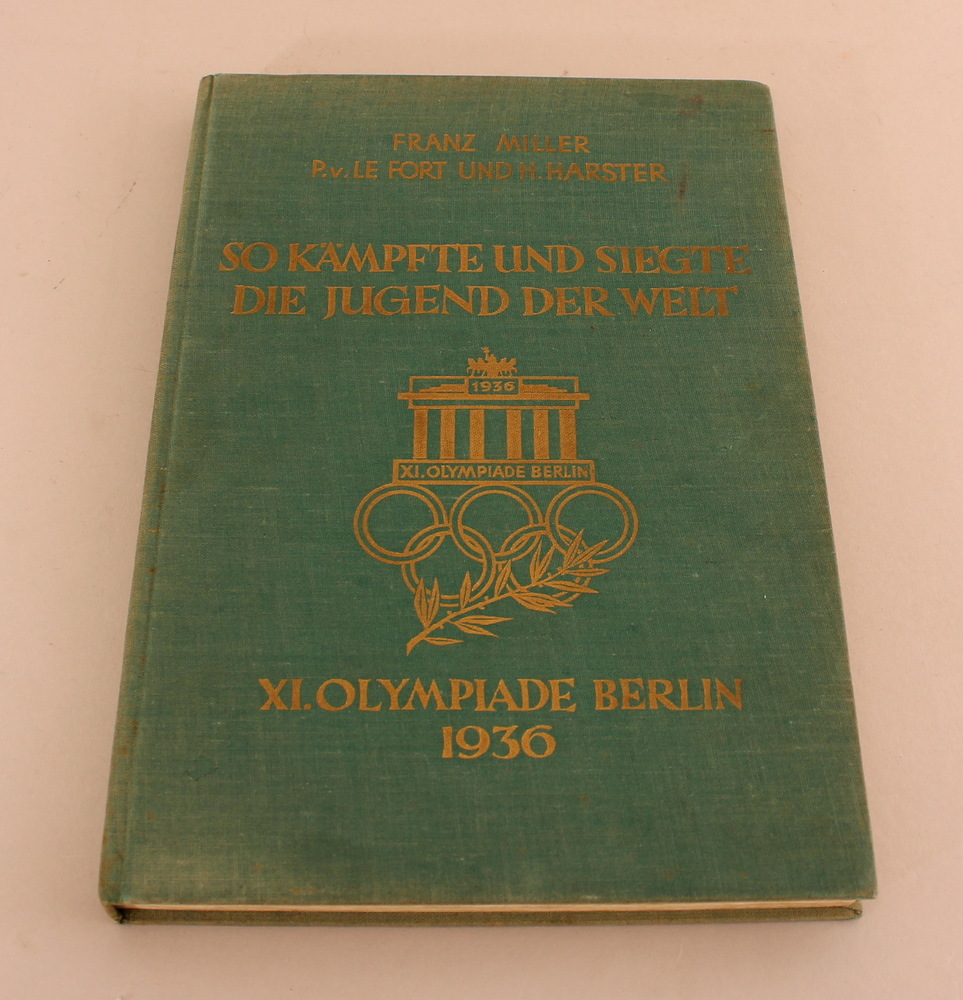 FRANZ MILLER
P.v. LE FORT UND H. HARSTER
SO KÄMPFTE UND SIEGTE
DIE JUGEND DER WELT
1936
XI. OLYMPIADE BERLIN
XI. OLYMPIADE BERLIN
1936